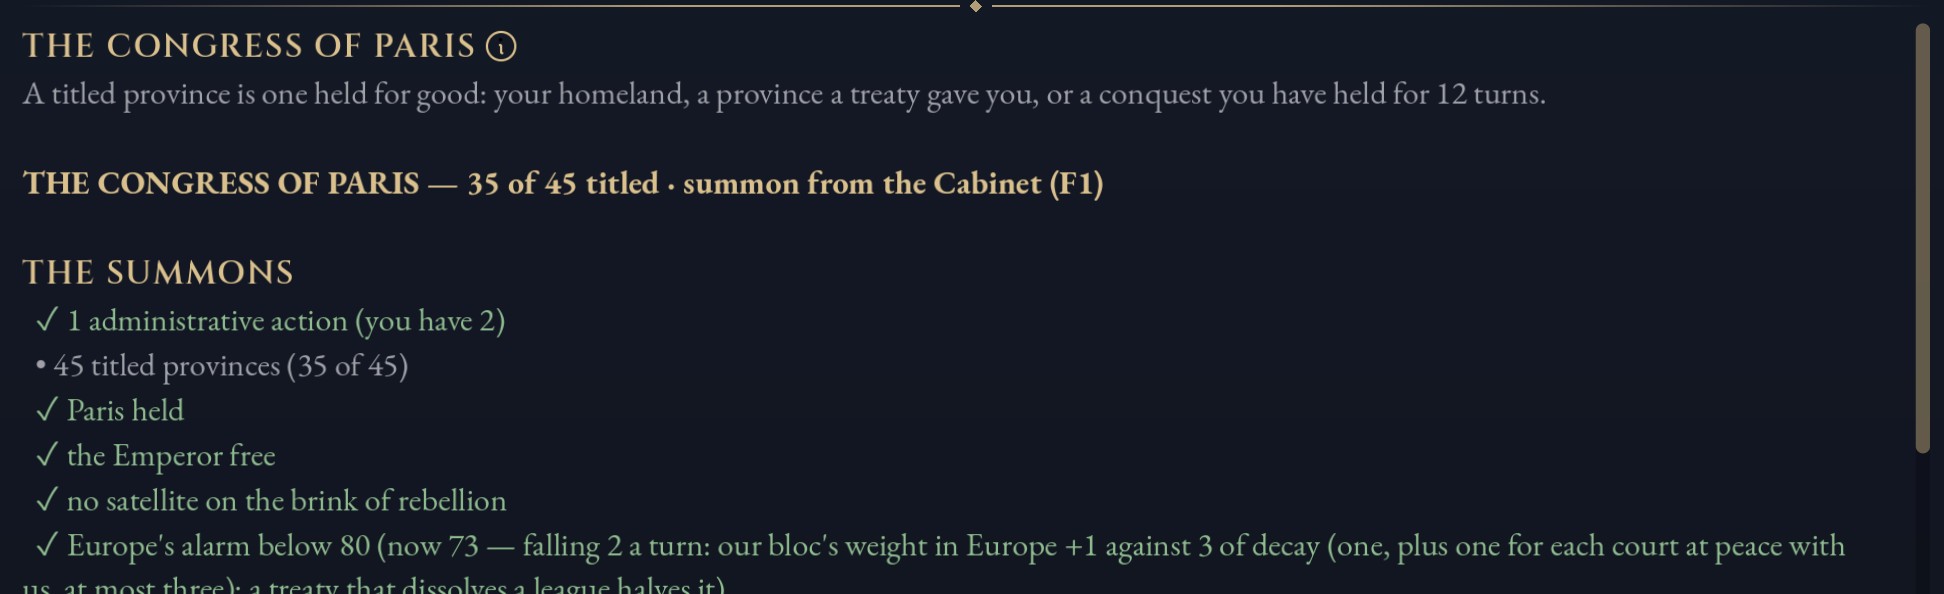 THE CONGRESS OF PARIS
A titled province is one held for good: your homeland, a province a treaty gave you, or a conquest you have held for 12 turns.
THE CONGRESS OF PARIS — 35 of 45 titled · summon from the Cabinet (F1)
THE SUMMONS
✓ 1 administrative action (you have 2)
• 45 titled provinces (35 of 45)
✓ Paris held
✓ the Emperor free
✓ no satellite on the brink of rebellion
✓ Europe's alarm below 80 (now 73 — falling 2 a turn: our bloc's weight in Europe +1 against 3 of decay (one, plus one for each court at peace with
us, at most three); a treaty that dissolves a league halves it)